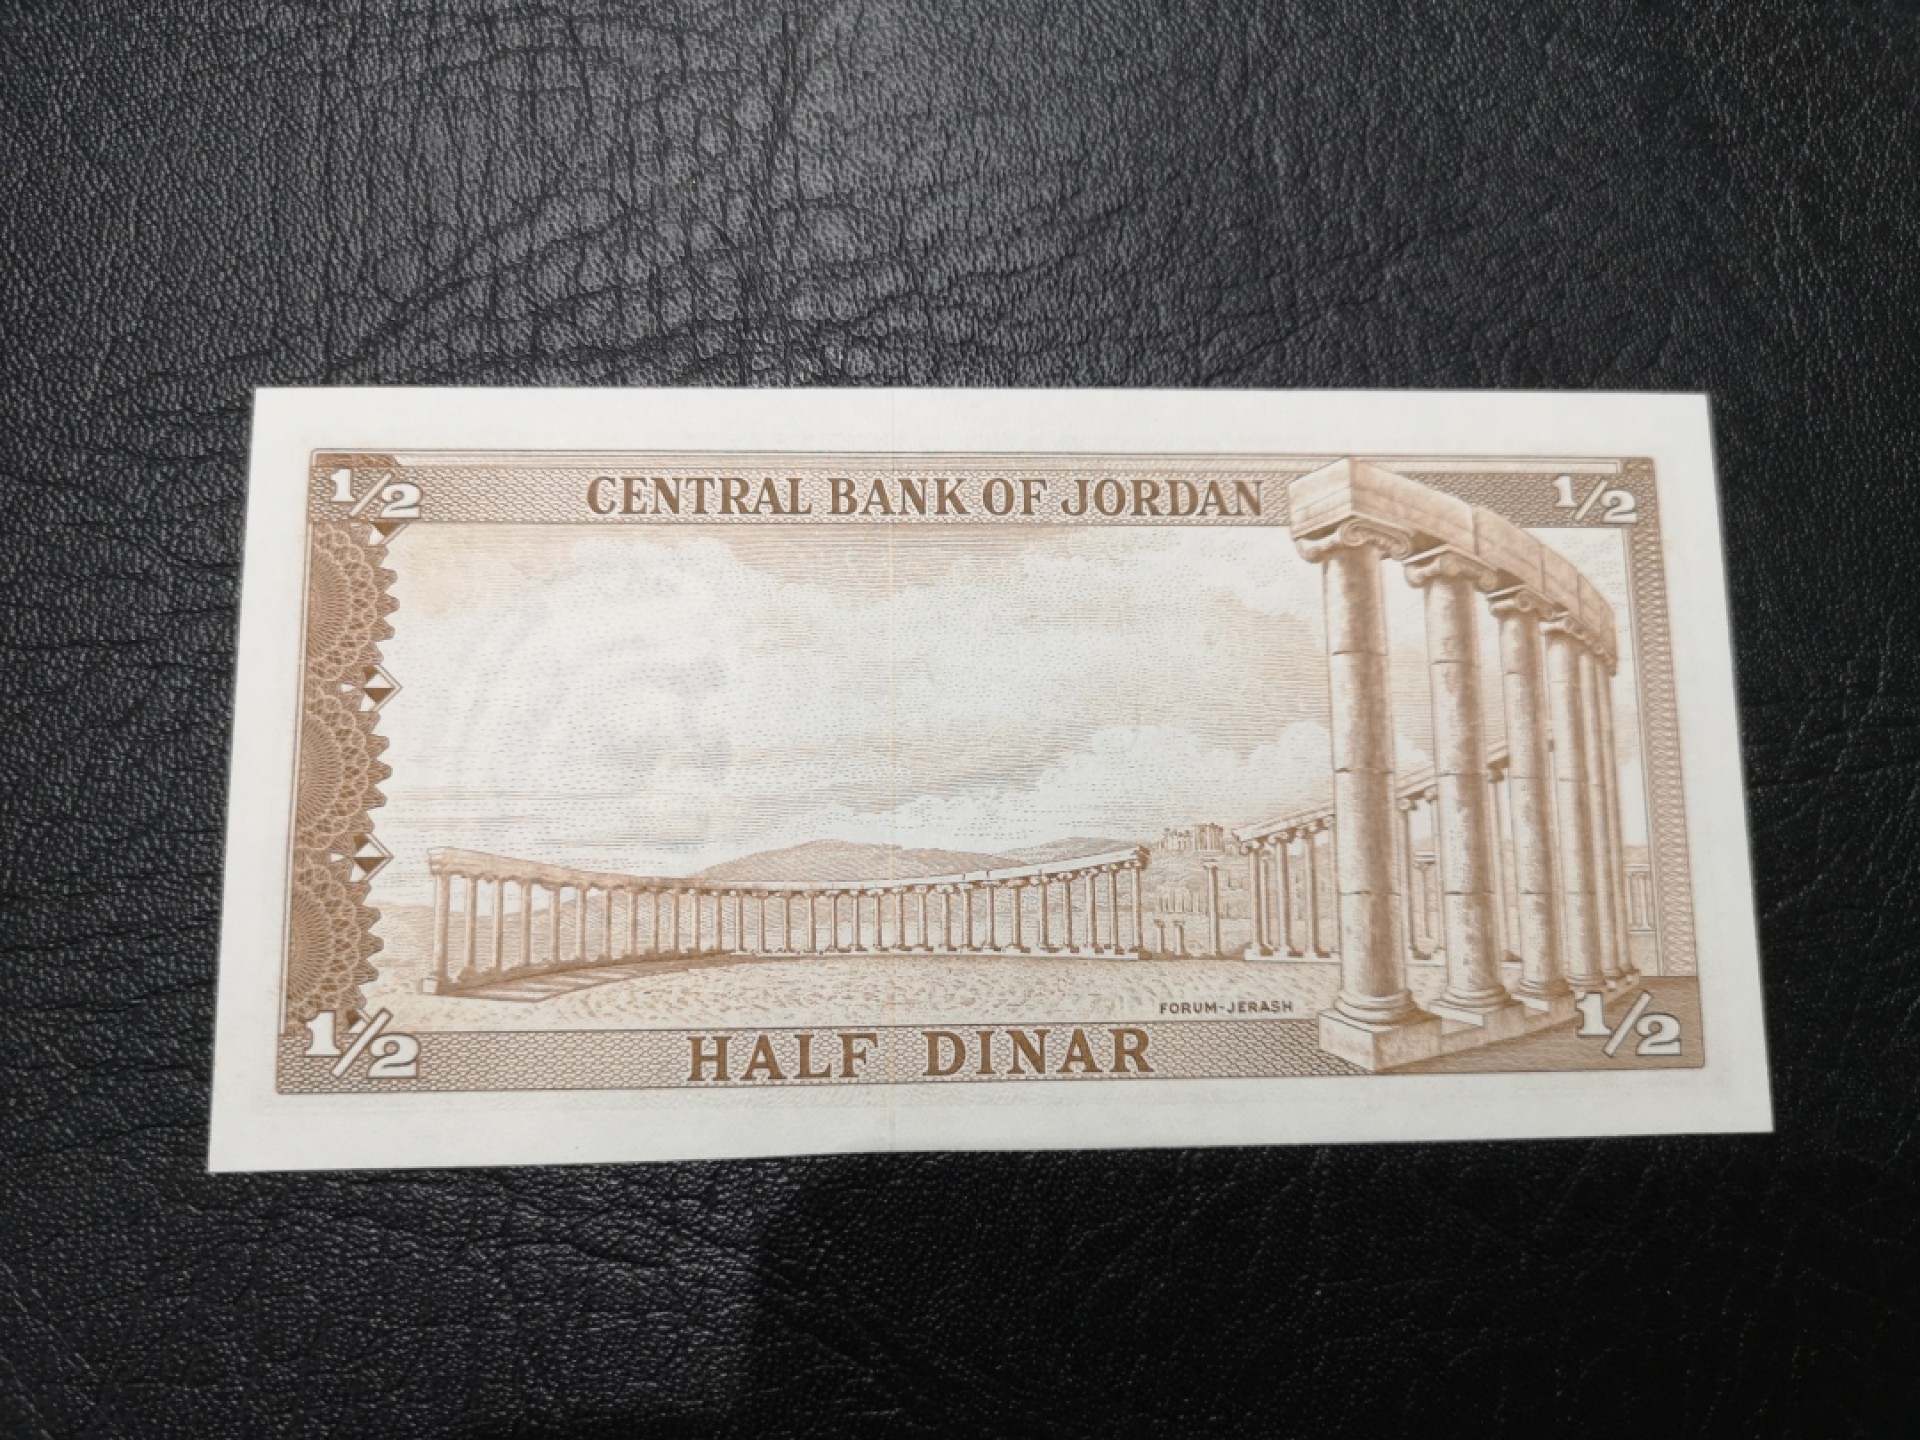 1/2 CENTRAL BANK OF JORDAN 1/2
FORUM-JERASH
1/2 HALF DINAR 1/2